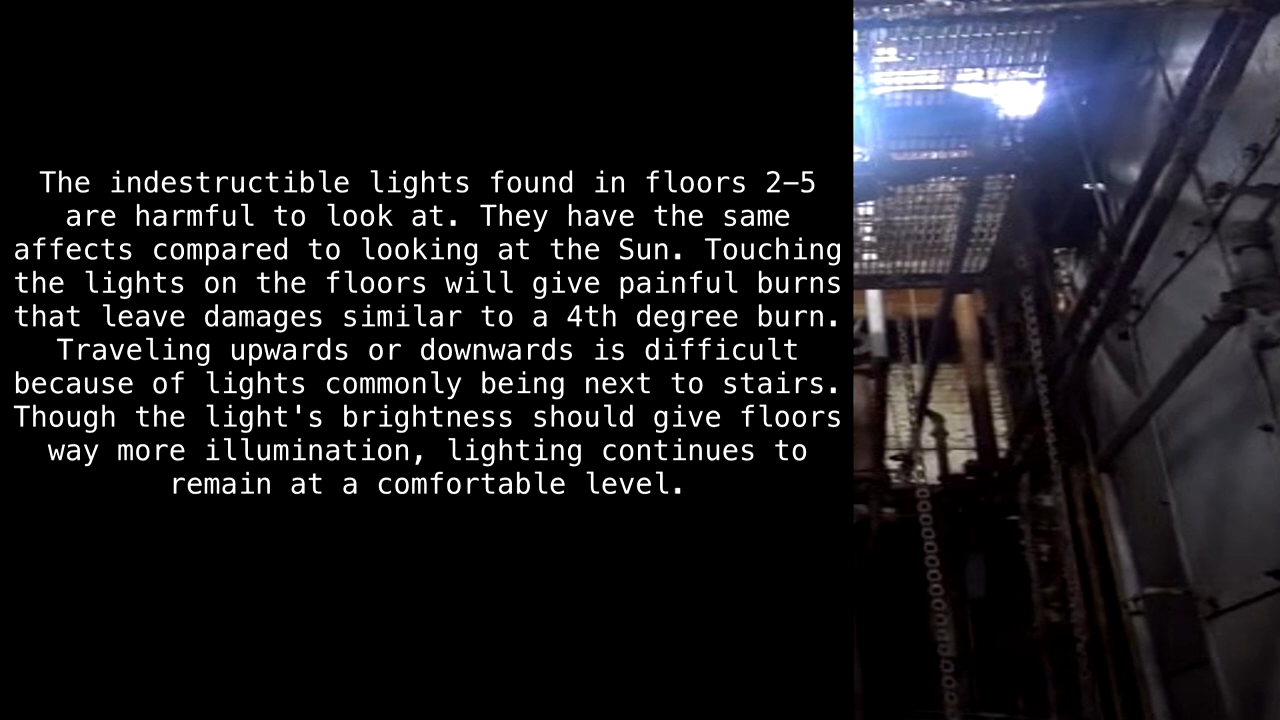 The indestructible lights found in floors 2–5
are harmful to look at. They have the same
affects compared to looking at the Sun. Touching
the lights on the floors will give painful burns
that leave damages similar to a 4th degree burn.
Traveling upwards or downwards is difficult
because of lights commonly being next to stairs.
Though the light's brightness should give floors
way more illumination, lighting continues to
remain at a comfortable level.